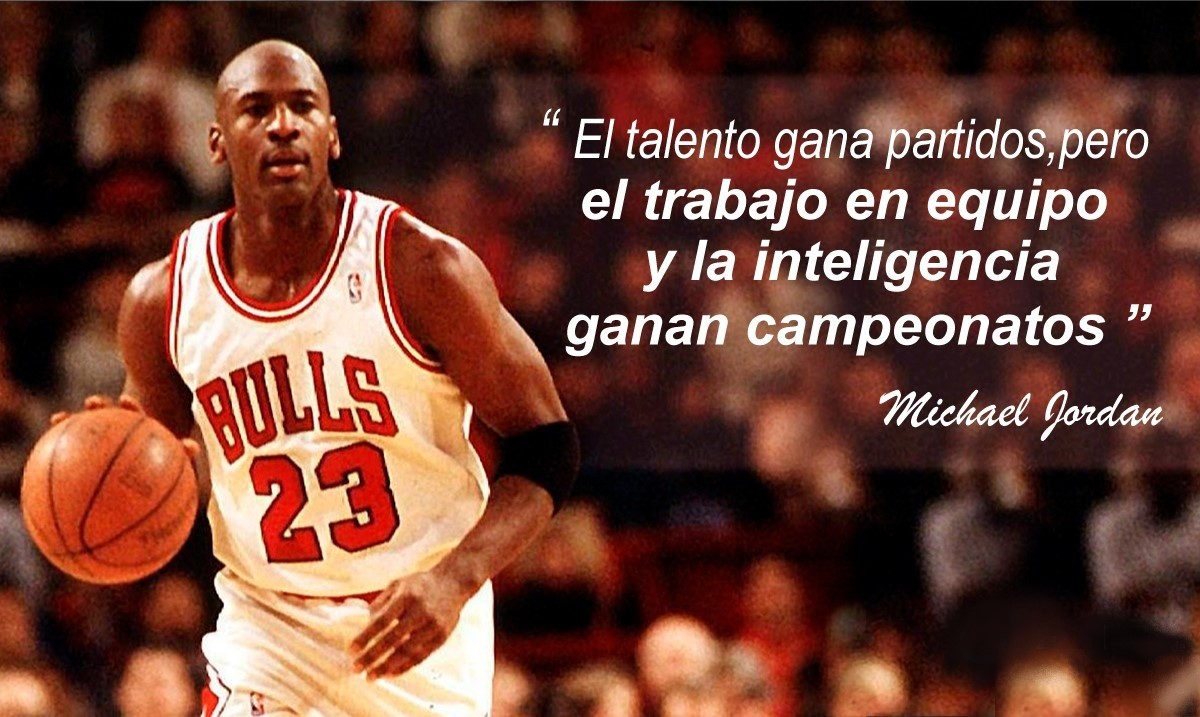 “ El talento gana partidos,pero
el trabajo en equipo
y la inteligencia
ganan campeonatos ”
Michael Jordan
BULLS
23